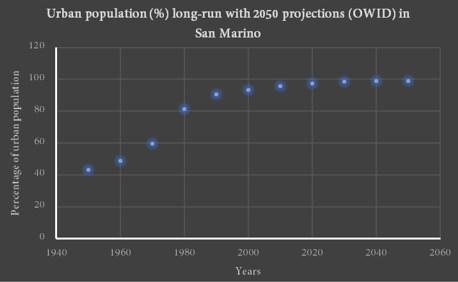 Urban population (%) long-run with 2050 projections (OWID) in
San Marino
Percentage of urban population
120
100
80
60
40
20
0
1940 1960 1980 2000 2020 2040 2060
Years